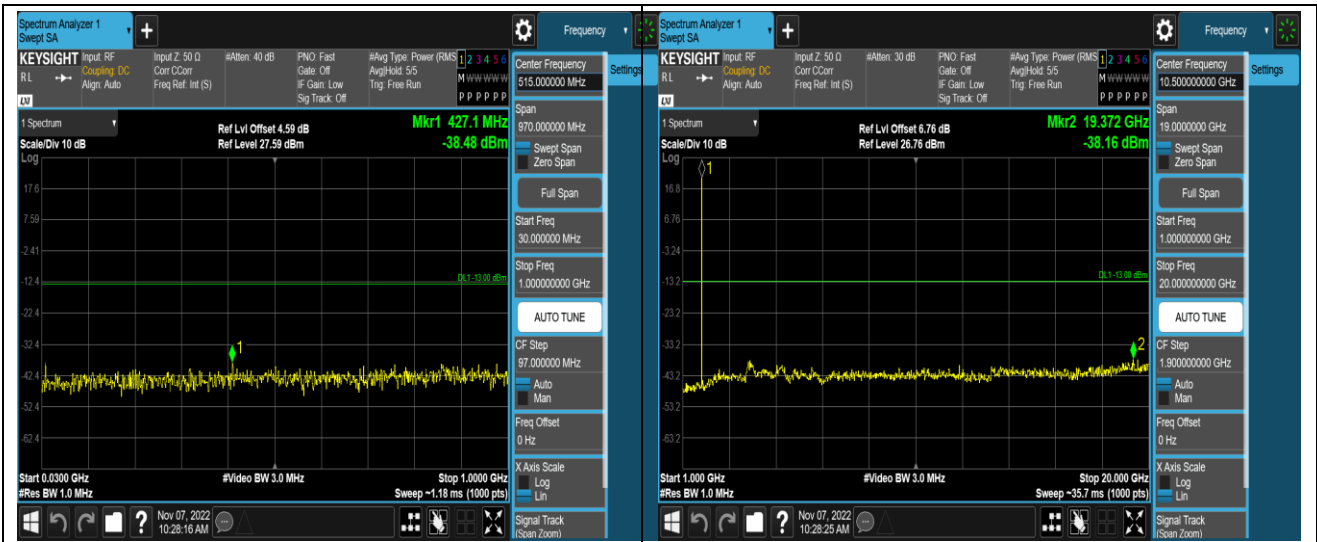 Spectrum Analyzer 1
Swept SA
+
Frequency
KEYSIGHT
Input: RF
Coupling: DC
Align: Auto
Input Z: 50 Ω
Corr CCorr
Freq Ref: Int (S)
#Atten: 40 dB
PNO: Fast
Gate: Off
IF Gain: Low
Sig Track: Off
#Avg Type: Power (RMS
Avg|Hold: 5/5
Trig: Free Run
1 2 3 4 5 6
M W W W W W
P P P P P P
R L
LXI
Center Frequency
515.000000 MHz
Settings
1 Spectrum
Ref Lvl Offset 4.59 dB
Mkr1 427.1 MHz
Scale/Div 10 dB
Ref Level 27.59 dBm
-38.48 dBm
Log
17.6
7.59
-2.41
-12.4
-22.4
-32.4
-42.4
-52.4
-62.4
DL1 -13.00 dBm
1
Start 0.0300 GHz
#Video BW 3.0 MHz
Stop 1.0000 GHz
#Res BW 1.0 MHz
Sweep ~1.18 ms (1000 pts)
Span
970.000000 MHz
Swept Span
Zero Span
Full Span
Start Freq
30.000000 MHz
Stop Freq
1.000000000 GHz
AUTO TUNE
CF Step
97.000000 MHz
Auto
Man
Freq Offset
0 Hz
X Axis Scale
Log
Lin
Signal Track
(Span Zoom)
?
Nov 07, 2022
10:28:16 AM
Spectrum Analyzer 1
Swept SA
+
Frequency
KEYSIGHT
Input: RF
Coupling: DC
Align: Auto
Input Z: 50 Ω
Corr CCorr
Freq Ref: Int (S)
#Atten: 30 dB
PNO: Fast
Gate: Off
IF Gain: Low
Sig Track: Off
#Avg Type: Power (RMS
Avg|Hold: 5/5
Trig: Free Run
1 2 3 4 5 6
M W W W W W
P P P P P P
R L
LXI
Center Frequency
10.500000000 GHz
Settings
1 Spectrum
Ref Lvl Offset 6.76 dB
Mkr2 19.372 GHz
Scale/Div 10 dB
Ref Level 26.76 dBm
-38.16 dBm
Log
1
16.8
6.76
-3.24
-13.2
-23.2
-33.2
-43.2
-53.2
-63.2
DL1 -13.00 dBm
2
Start 1.000 GHz
#Video BW 3.0 MHz
Stop 20.000 GHz
#Res BW 1.0 MHz
Sweep ~35.7 ms (1000 pts)
Span
19.0000000 GHz
Swept Span
Zero Span
Full Span
Start Freq
1.000000000 GHz
Stop Freq
20.000000000 GHz
AUTO TUNE
CF Step
1.900000000 GHz
Auto
Man
Freq Offset
0 Hz
X Axis Scale
Log
Lin
Signal Track
(Span Zoom)
?
Nov 07, 2022
10:28:25 AM